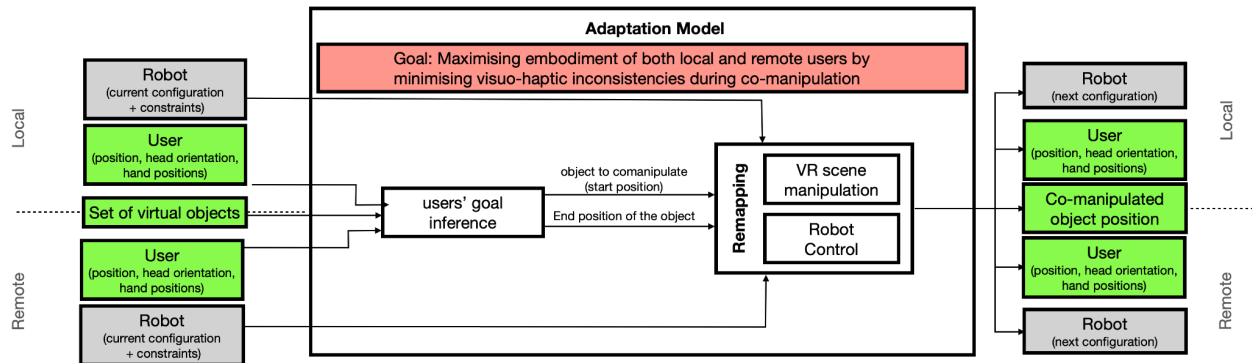 Adaptation Model
Goal: Maximising embodiment of both local and remote users by
minimising visuo-haptic inconsistencies during co-manipulation
Local
Remote
Robot
(current configuration
+ constraints)
User
(position, head orientation,
hand positions)
Set of virtual objects
User
(position, head orientation,
hand positions)
Robot
(current configuration
+ constraints)
users' goal
inference
object to comanipulate
(start position)
End position of the object
Remapping
VR scene
manipulation
Robot
Control
Robot
(next configuration)
User
(position, head orientation,
hand positions)
Co-manipulated
object position
User
(position, head orientation,
hand positions)
Robot
(next configuration)
Local
Remote